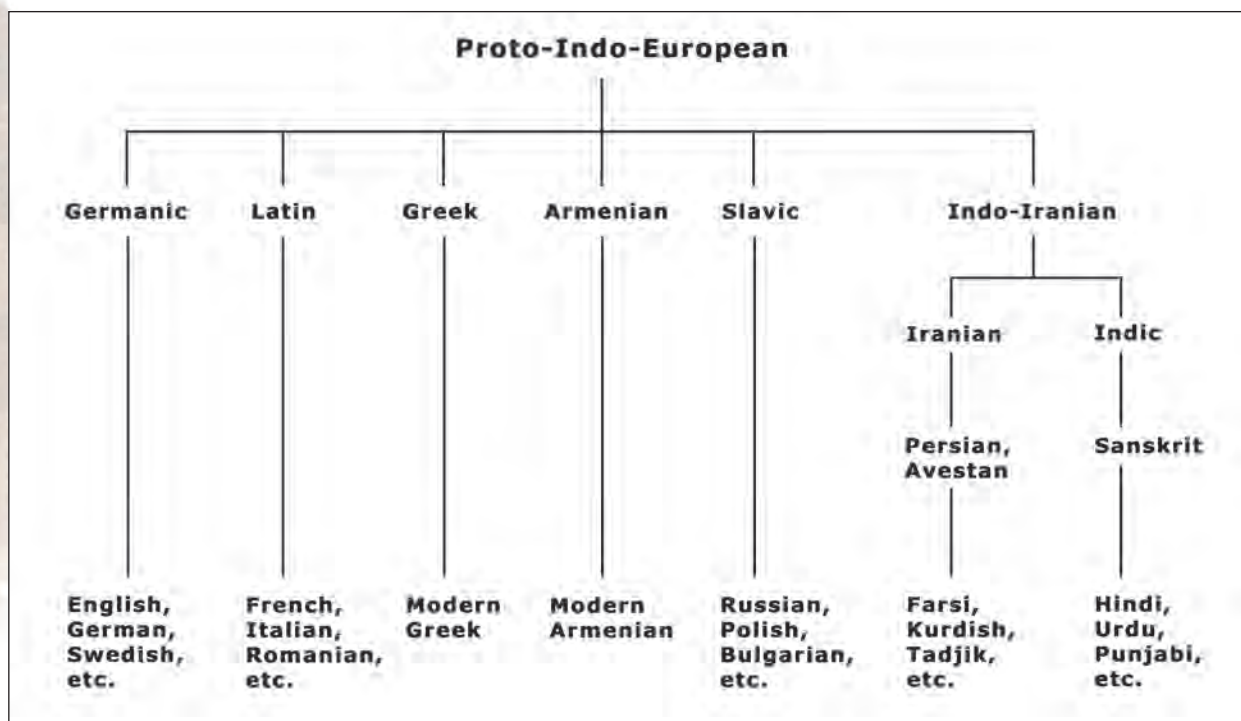 Proto-Indo-European
Germanic Latin Greek Armenian Slavic Indo-Iranian
Iranian Indic
Persian,
Avestan
Sanskrit
English,
German,
Swedish,
etc.
French,
Italian,
Romanian,
etc.
Modern
Greek
Modern
Armenian
Russian,
Polish,
Bulgarian,
etc.
Farsi,
Kurdish,
Tadjik,
etc.
Hindi,
Urdu,
Punjabi,
etc.